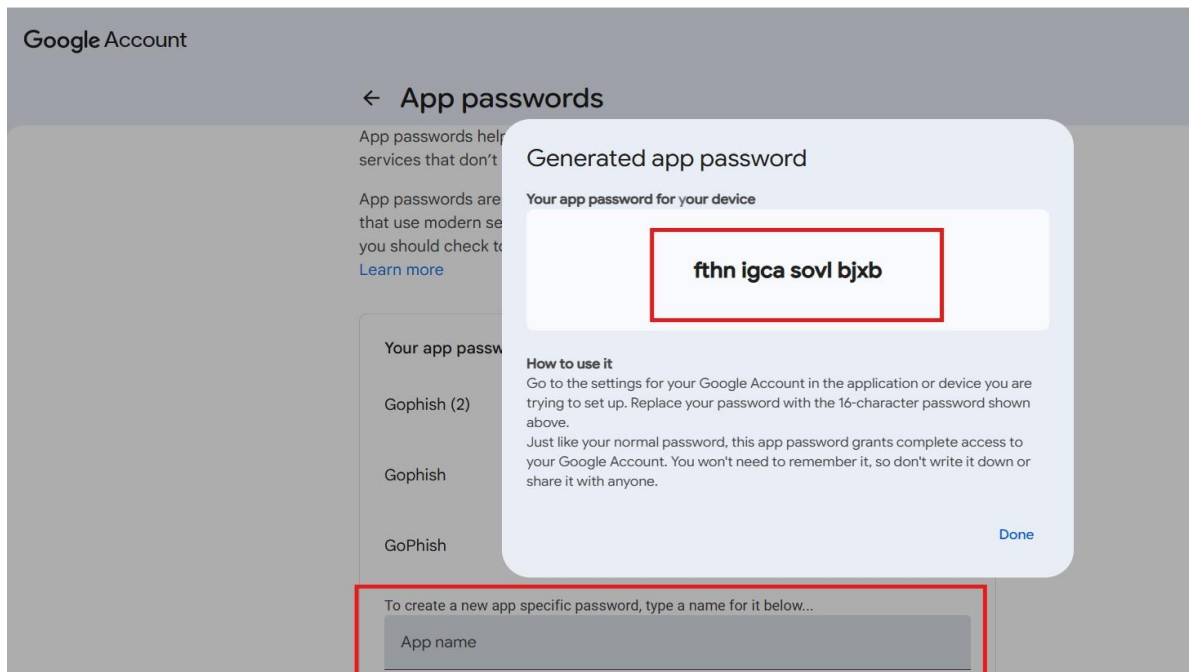 Google Account
← App passwords
App passwords help
services that don't
App passwords are
that use modern se
you should check to
Learn more
Your app passw
Gophish (2)
Gophish
GoPhish
To create a new app specific password, type a name for it below...
App name
Generated app password
Your app password for your device
fthn igca sovl bjxb
How to use it
Go to the settings for your Google Account in the application or device you are
trying to set up. Replace your password with the 16-character password shown
above.
Just like your normal password, this app password grants complete access to
your Google Account. You won't need to remember it, so don't write it down or
share it with anyone.
Done